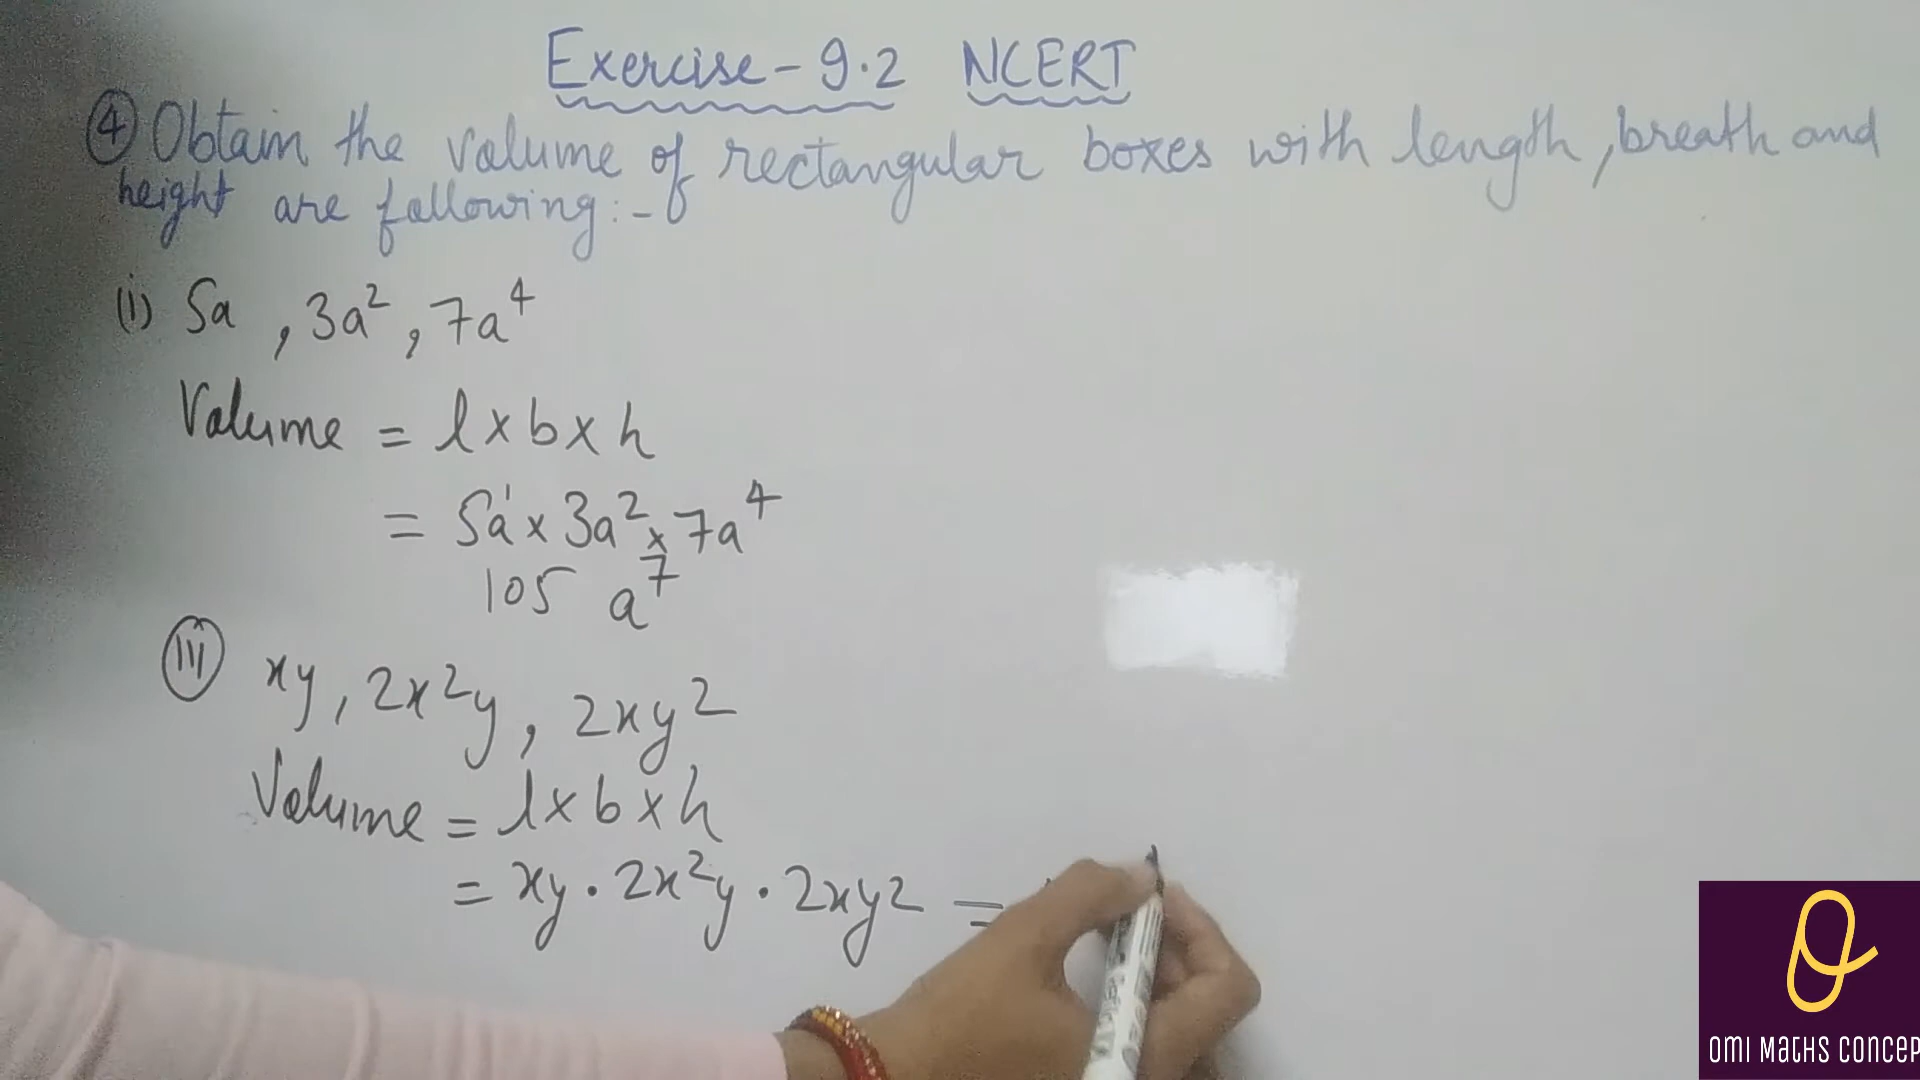 Exercise - 9.2 NCERT
④ Obtain the volume of rectangular boxes with length, breath and
height are following:-
(i) 5a, 3a², 7a⁴
Volume = l × b × h
= 5a¹ × 3a² × 7a⁴
105 a⁷
(iii) xy, 2x²y, 2xy²
Volume = l × b × h
= xy · 2x²y · 2xy² =
OMI MATHS CONCEP